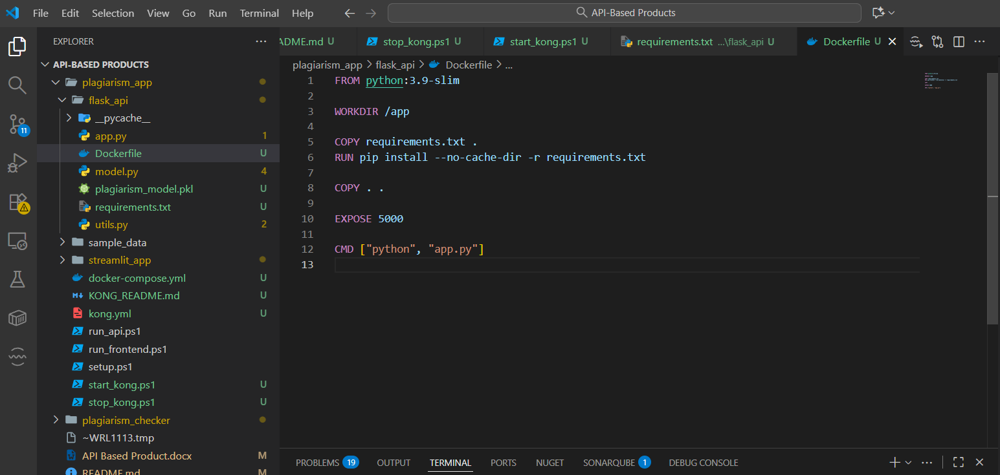 File Edit Selection View Go Run Terminal Help
API-Based Products
EXPLORER
ADME.md U
stop_kong.ps1 U
start_kong.ps1 U
requirements.txt ...\flask_api U
Dockerfile U
API-BASED PRODUCTS
plagiarism_app
flask_api
__pycache__
app.py 1
Dockerfile U
model.py 4
plagiarism_model.pkl U
requirements.txt U
utils.py 2
sample_data
streamlit_app
docker-compose.yml U
KONG_README.md U
kong.yml U
run_api.ps1
run_frontend.ps1
setup.ps1
start_kong.ps1 U
stop_kong.ps1 U
plagiarism_checker
~WRL1113.tmp
API Based Product.docx M
README.md M
11
plagiarism_app > flask_api > Dockerfile > ...
1 FROM python:3.9-slim
2
3 WORKDIR /app
4
5 COPY requirements.txt .
6 RUN pip install --no-cache-dir -r requirements.txt
7
8 COPY . .
9
10 EXPOSE 5000
11
12 CMD ["python", "app.py"]
13
PROBLEMS 19 OUTPUT TERMINAL PORTS NUGET SONARQUBE 1 DEBUG CONSOLE